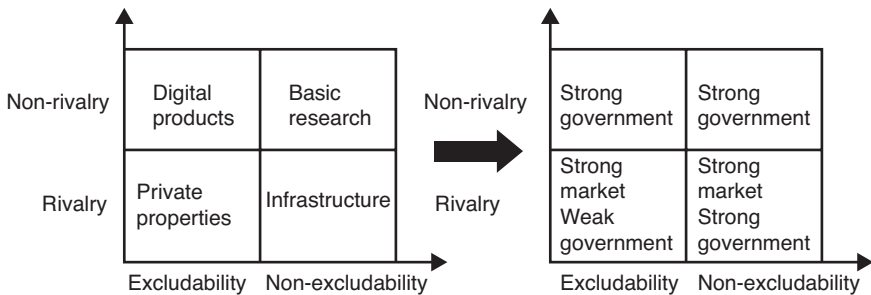 Non-rivalry
Digital
products
Basic
research
Rivalry
Private
properties
Infrastructure
Excludability
Non-excludability
Non-rivalry
Strong
government
Strong
government
Rivalry
Strong
market
Weak
government
Strong
market
Strong
government
Excludability
Non-excludability